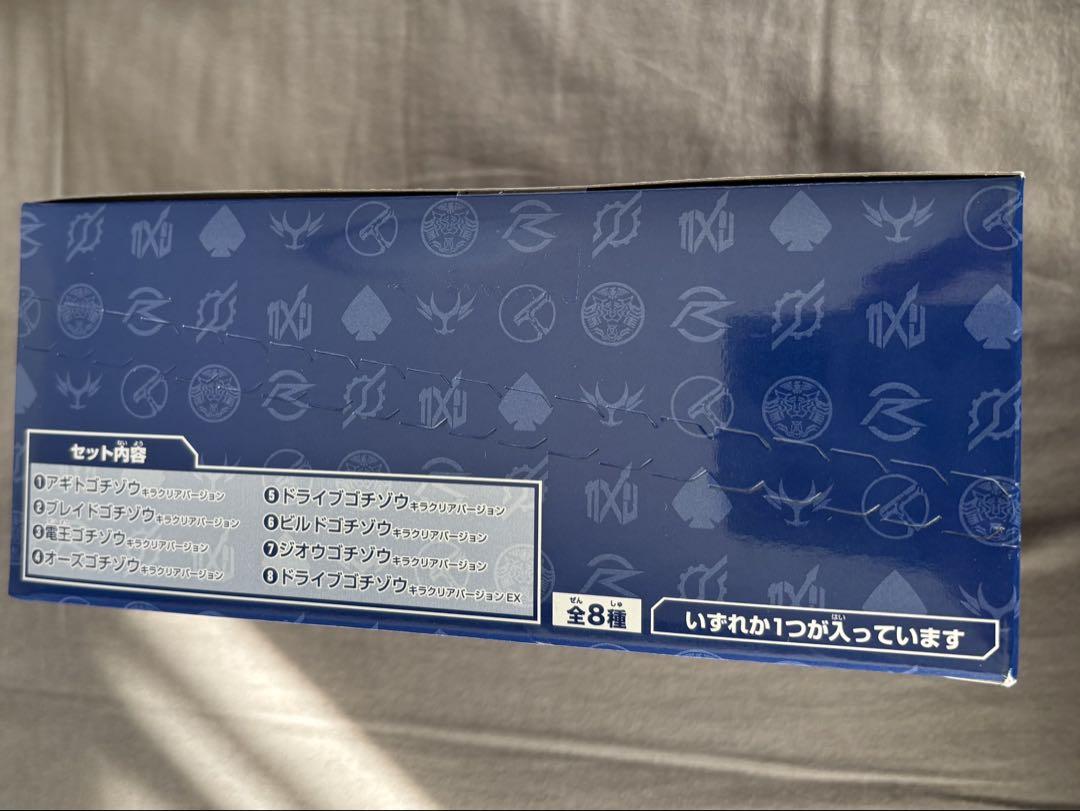 セット内容
❶アギトゴチゾウキラクリアバージョン
❷ブレイドゴチゾウキラクリアバージョン
❸電王ゴチゾウキラクリアバージョン
❹オーズゴチゾウキラクリアバージョン
❺ドライブゴチゾウキラクリアバージョン
❻ビルドゴチゾウキラクリアバージョン
❼ジオウゴチゾウキラクリアバージョン
❽ドライブゴチゾウキラクリアバージョンEX
全8種
いずれか1つが入っています